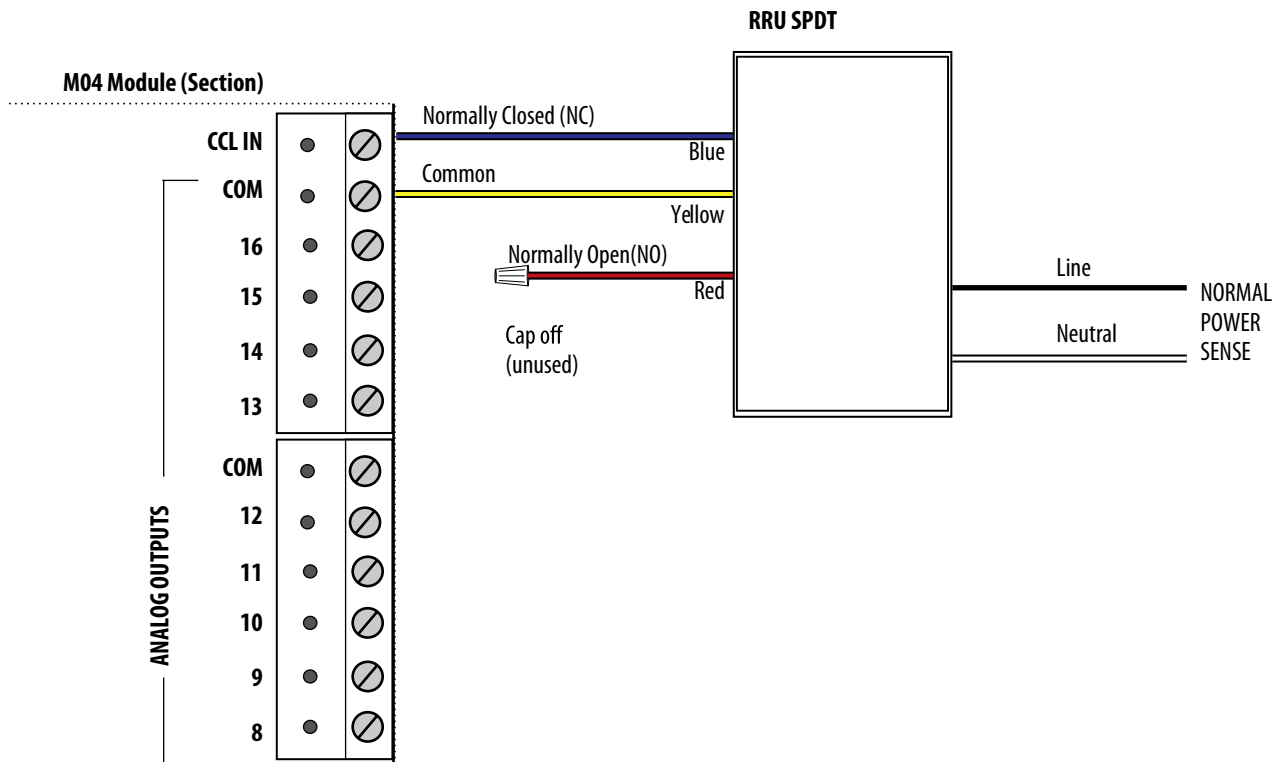 RRU SPDT
M04 Module (Section)
CCL IN
COM
16
15
14
13
COM
12
11
10
9
8
ANALOG OUTPUTS
Normally Closed (NC)
Blue
Common
Yellow
Normally Open(NO)
Red
Cap off
(unused)
Line
Neutral
NORMAL
POWER
SENSE